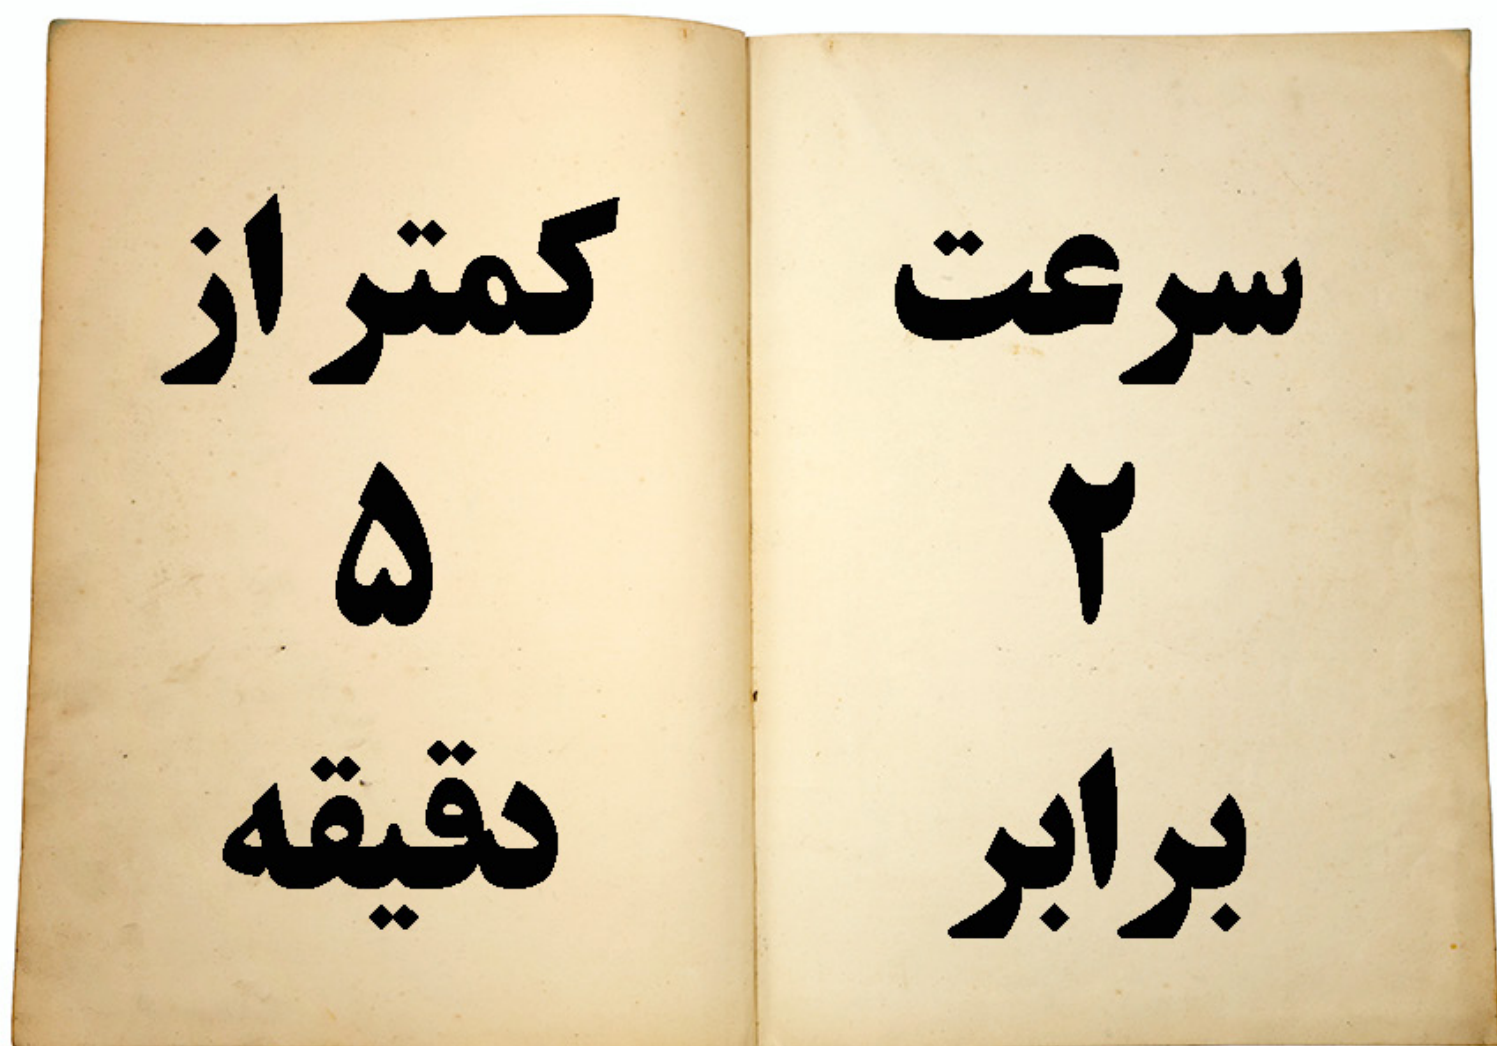 سرعت
۲
برابر
کمتر از
۵
دقیقه